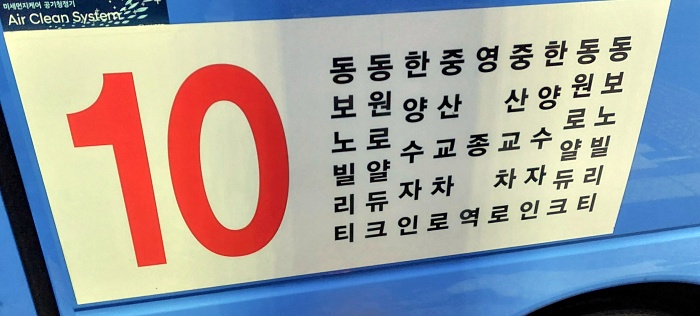 미세먼지케어 공기청정기
Air Clean System
10
동보노빌리티
동원로얄듀크
한양수자인
중산교차로
영종역
중산교차로
한양수자인
동원로얄듀크
동보노빌리티